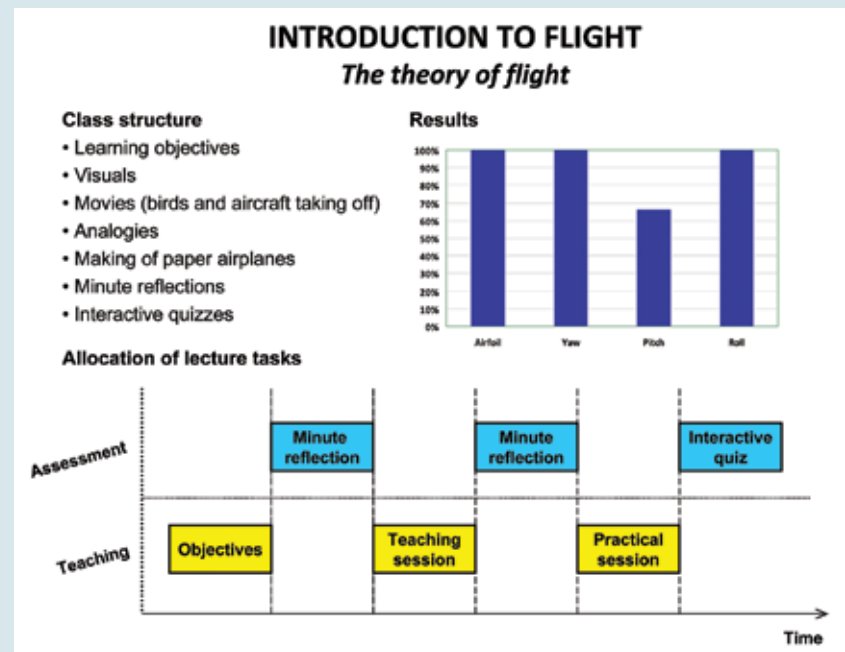 INTRODUCTION TO FLIGHT
The theory of flight
Class structure
• Learning objectives
• Visuals
• Movies (birds and aircraft taking off)
• Analogies
• Making of paper airplanes
• Minute reflections
• Interactive quizzes
Results
100%
90%
80%
70%
60%
50%
40%
30%
20%
10%
0%
Airfoil Yaw Pitch Roll
Allocation of lecture tasks
Assessment
Minute
reflection
Minute
reflection
Interactive
quiz
Teaching
Objectives
Teaching
session
Practical
session
Time